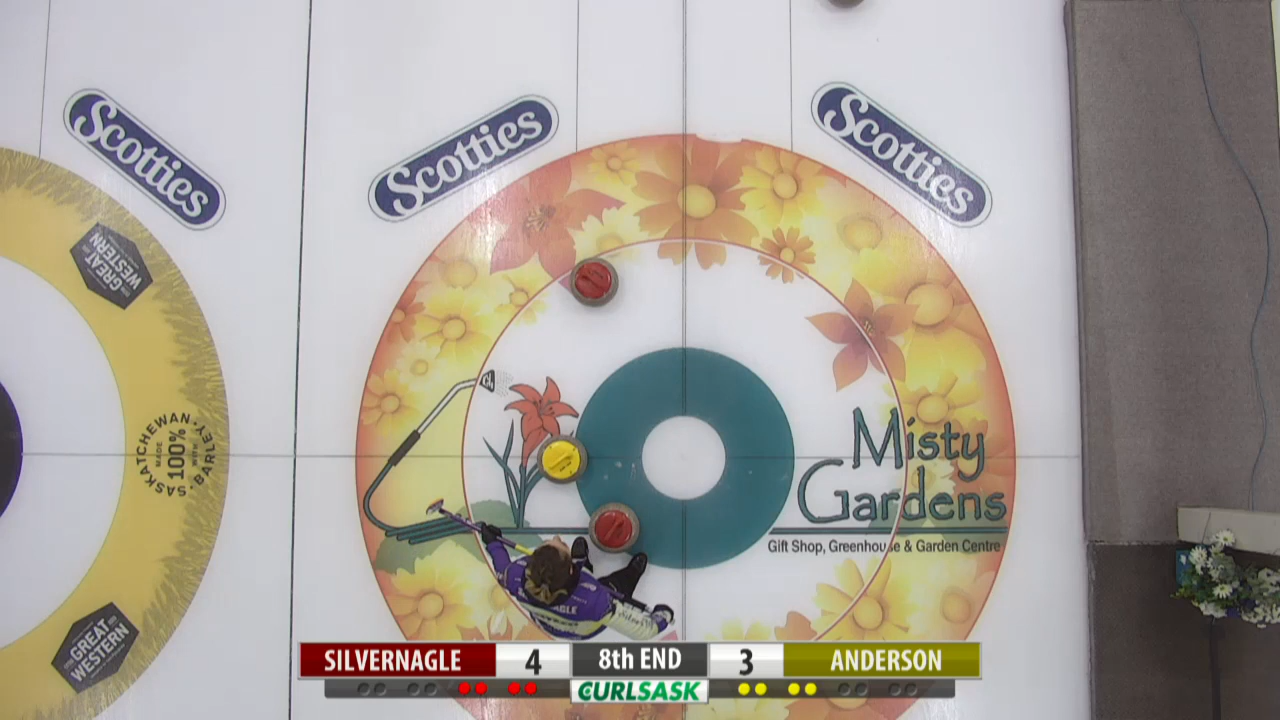 Scotties
Scotties
Scotties
GREAT
WESTERN
SASKATCHEWAN
MADE
100%
WITH
BARLEY
Misty
Gardens
Gift Shop, Greenhouse & Garden Centre
GREAT
WESTERN
SILVERNAGLE 4 8th END 3 ANDERSON
CURLSASK